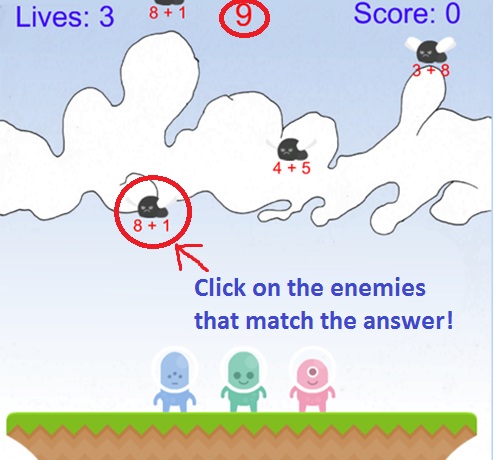 Lives: 3
8 + 1
9
Score: 0
3 + 8
4 + 5
8 + 1
Click on the enemies
that match the answer!